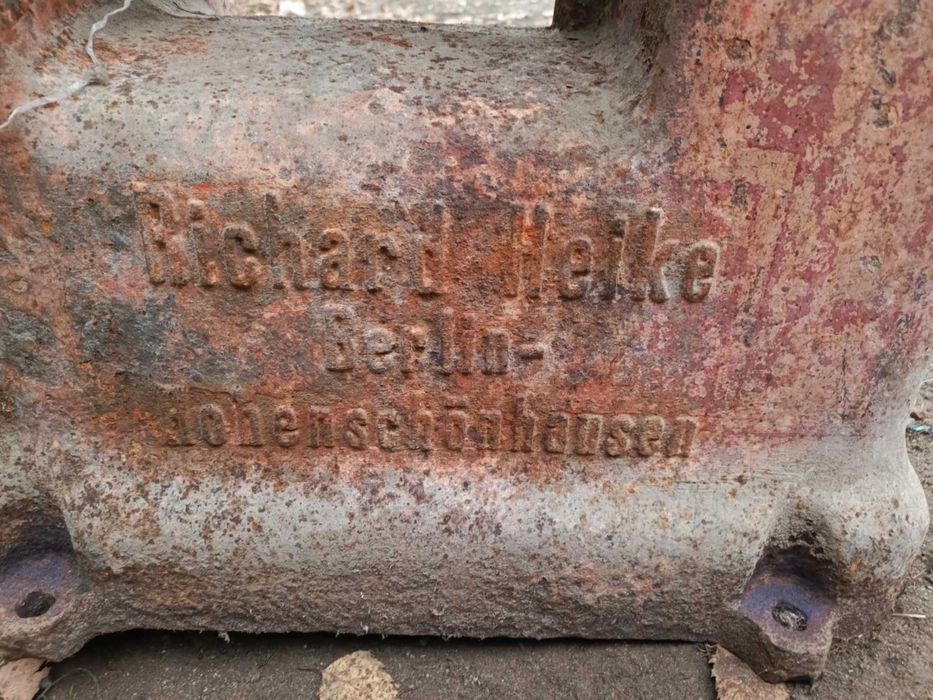 Richard Heike
Berlin-
Hohenschönhausen